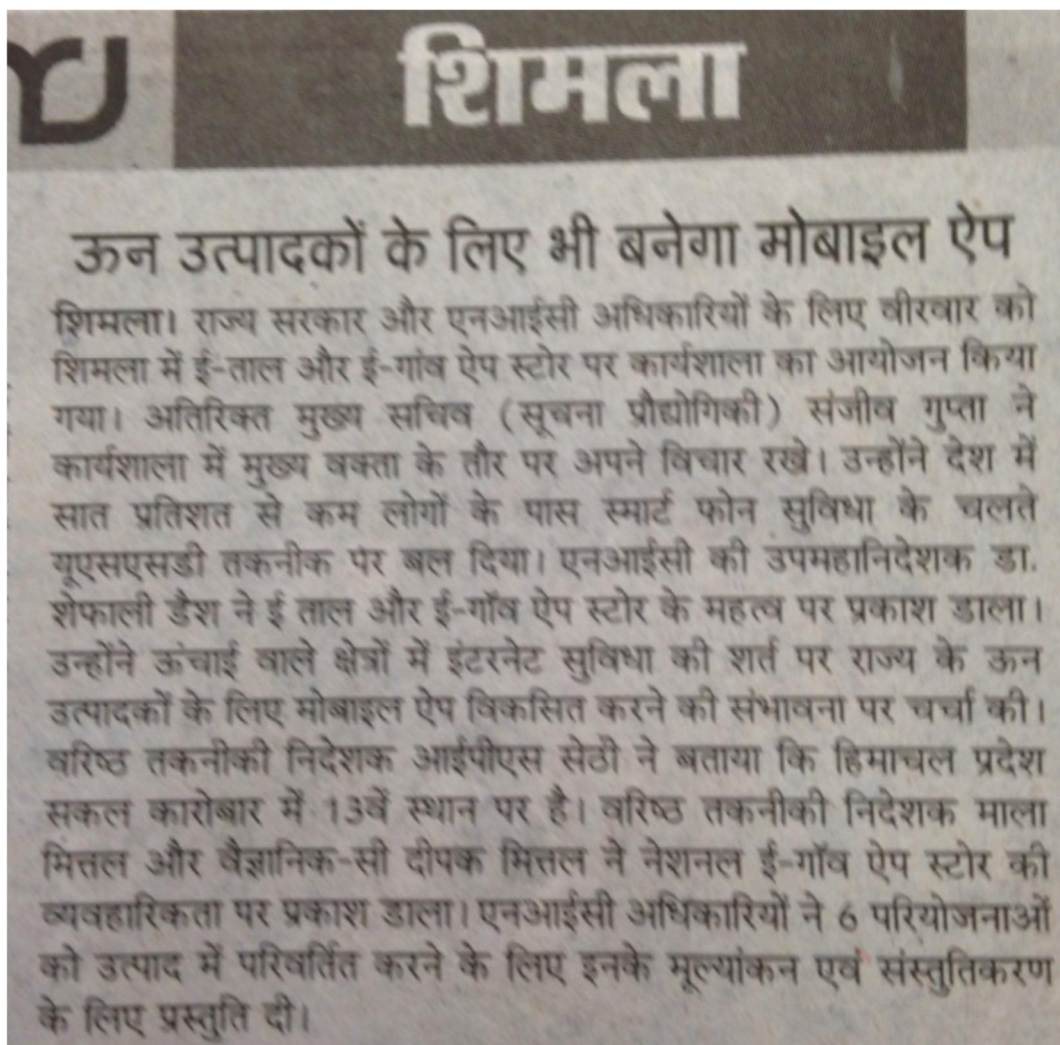 शिमला
ऊन उत्पादकों के लिए भी बनेगा मोबाइल ऐप
शिमला। राज्य सरकार और एनआईसी अधिकारियों के लिए वीरवार को
शिमला में ई-ताल और ई-गांव ऐप स्टोर पर कार्यशाला का आयोजन किया
गया। अतिरिक्त मुख्य सचिव (सूचना प्रौद्योगिकी) संजीव गुप्ता ने
कार्यशाला में मुख्य वक्ता के तौर पर अपने विचार रखे। उन्होंने देश में
सात प्रतिशत से कम लोगों के पास स्मार्ट फोन सुविधा के चलते
यूएसएसडी तकनीक पर बल दिया। एनआईसी की उपमहानिदेशक डा.
शेफाली डैश ने ई ताल और ई-गॉव ऐप स्टोर के महत्व पर प्रकाश डाला।
उन्होंने ऊंचाई वाले क्षेत्रों में इंटरनेट सुविधा की शर्त पर राज्य के ऊन
उत्पादकों के लिए मोबाइल ऐप विकसित करने की संभावना पर चर्चा की।
वरिष्ठ तकनीकी निदेशक आईपीएस सेठी ने बताया कि हिमाचल प्रदेश
सकल कारोबार में 13वें स्थान पर है। वरिष्ठ तकनीकी निदेशक माला
मित्तल और वैज्ञानिक-सी दीपक मित्तल ने नेशनल ई-गॉव ऐप स्टोर की
व्यवहारिकता पर प्रकाश डाला। एनआईसी अधिकारियों ने 6 परियोजनाओं
को उत्पाद में परिवर्तित करने के लिए इनके मूल्यांकन एवं संस्तुतिकरण
के लिए प्रस्तुति दी।